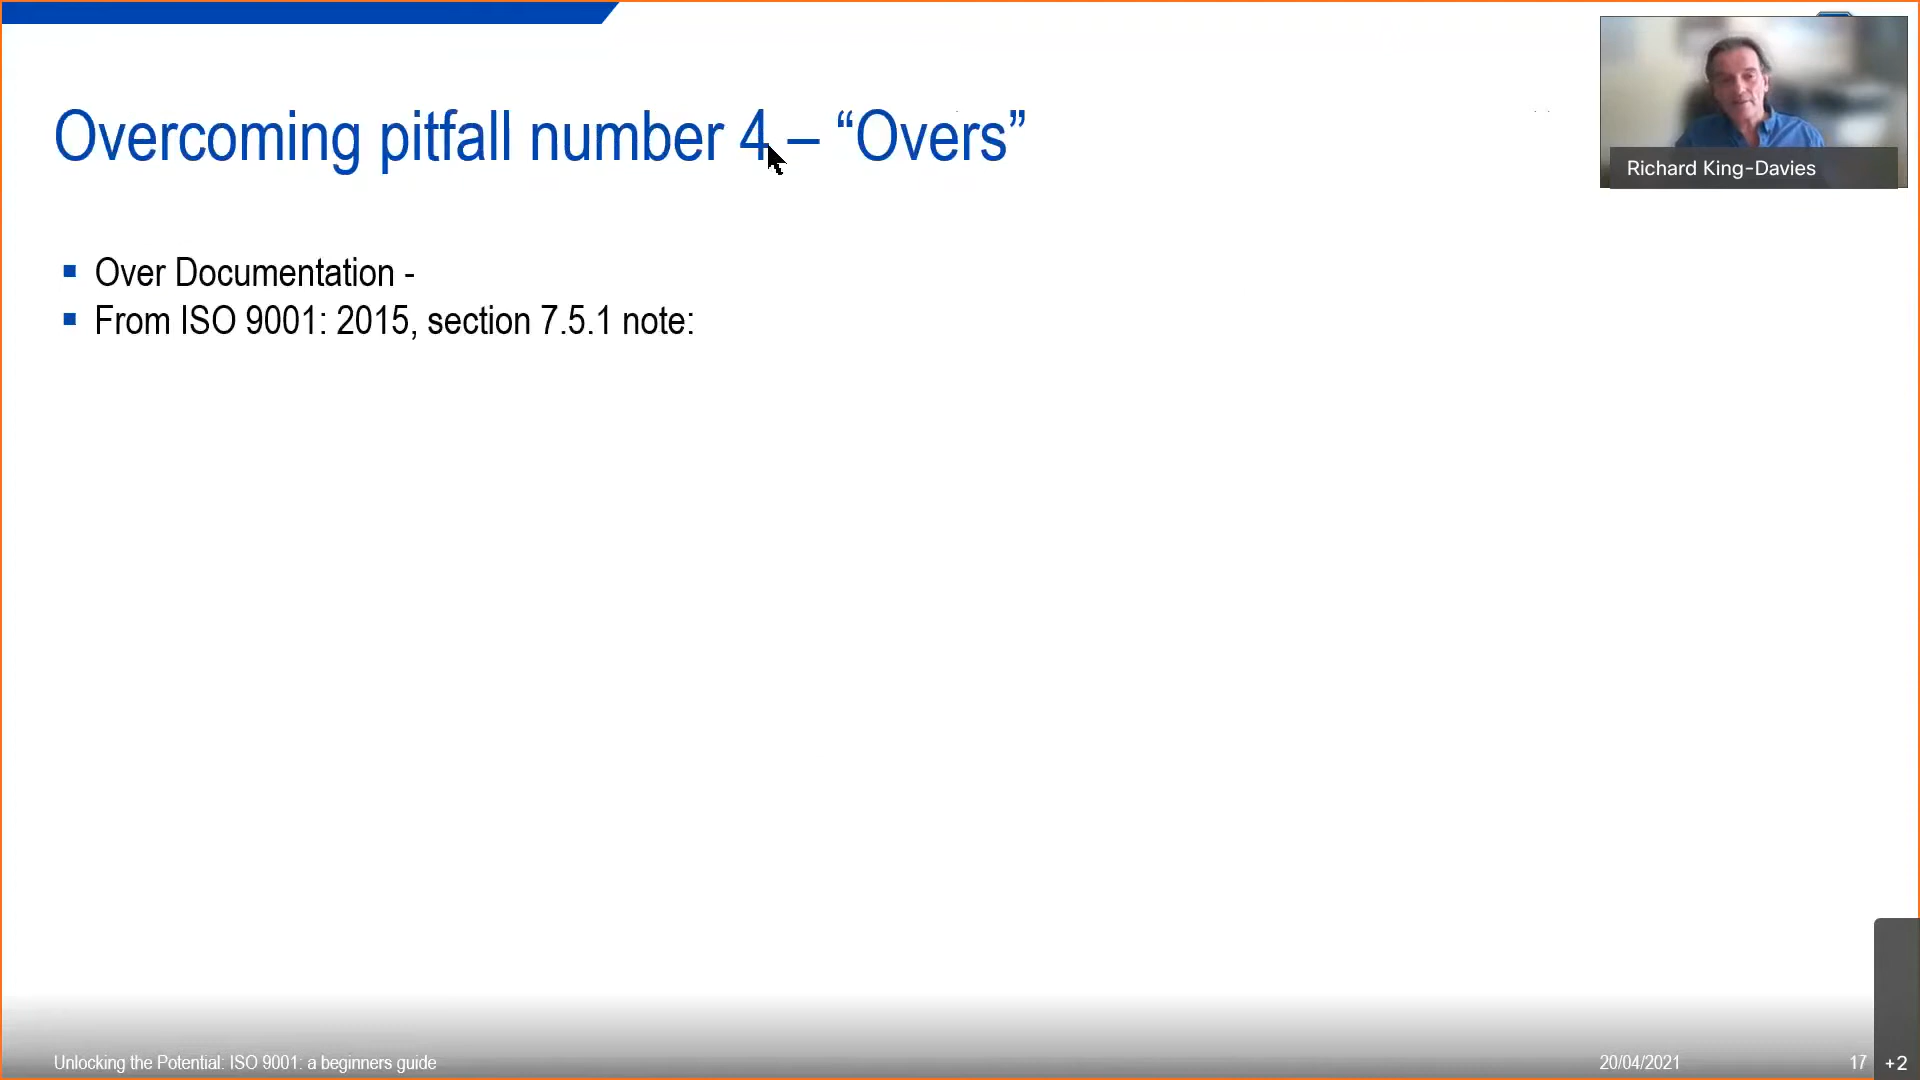 Overcoming pitfall number 4 – “Overs”
Richard King-Davies
Over Documentation -
From ISO 9001: 2015, section 7.5.1 note:
Unlocking the Potential: ISO 9001: a beginners guide
20/04/2021
17
+2